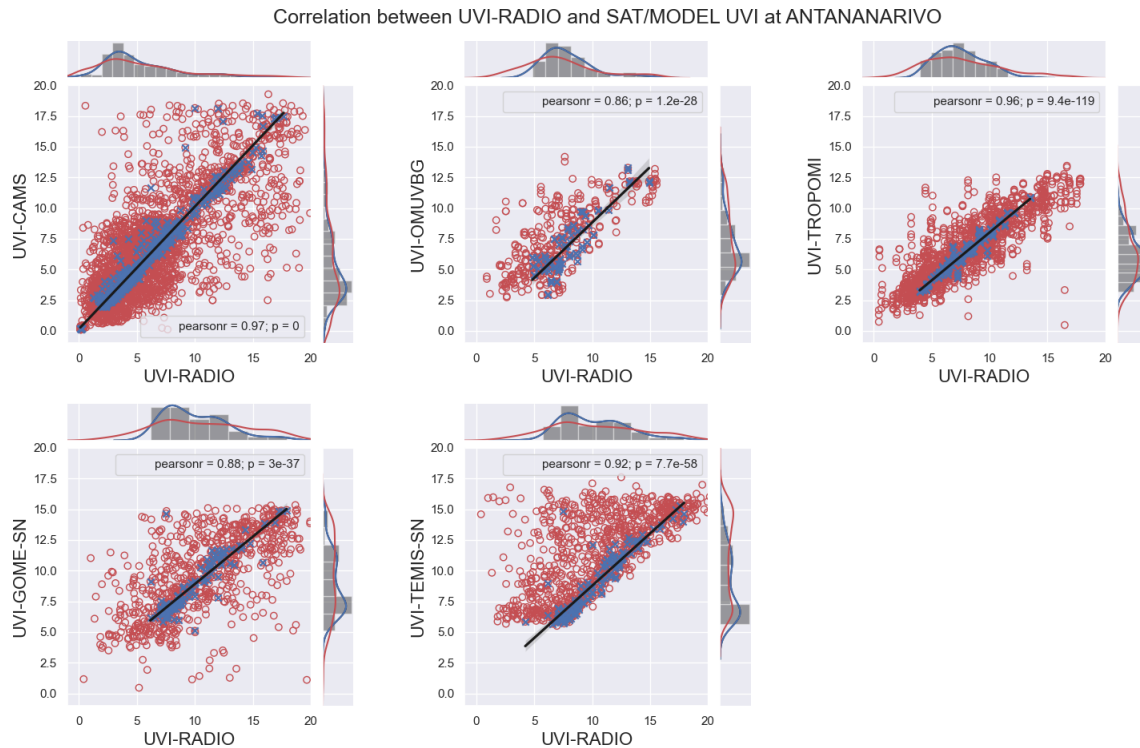 Correlation between UVI-RADIO and SAT/MODEL UVI at ANTANANARIVO
20.0
17.5
15.0
12.5
10.0
7.5
5.0
2.5
0.0
UVI-CAMS
pearsonr = 0.97; p = 0
0 5 10 15 20
UVI-RADIO
20.0
17.5
15.0
12.5
10.0
7.5
5.0
2.5
0.0
UVI-OMUVBG
pearsonr = 0.86; p = 1.2e-28
0 5 10 15 20
UVI-RADIO
20.0
17.5
15.0
12.5
10.0
7.5
5.0
2.5
0.0
UVI-TROPOMI
pearsonr = 0.96; p = 9.4e-119
0 5 10 15 20
UVI-RADIO
20.0
17.5
15.0
12.5
10.0
7.5
5.0
2.5
0.0
UVI-GOME-SN
pearsonr = 0.88; p = 3e-37
0 5 10 15 20
UVI-RADIO
20.0
17.5
15.0
12.5
10.0
7.5
5.0
2.5
0.0
UVI-TEMIS-SN
pearsonr = 0.92; p = 7.7e-58
0 5 10 15 20
UVI-RADIO